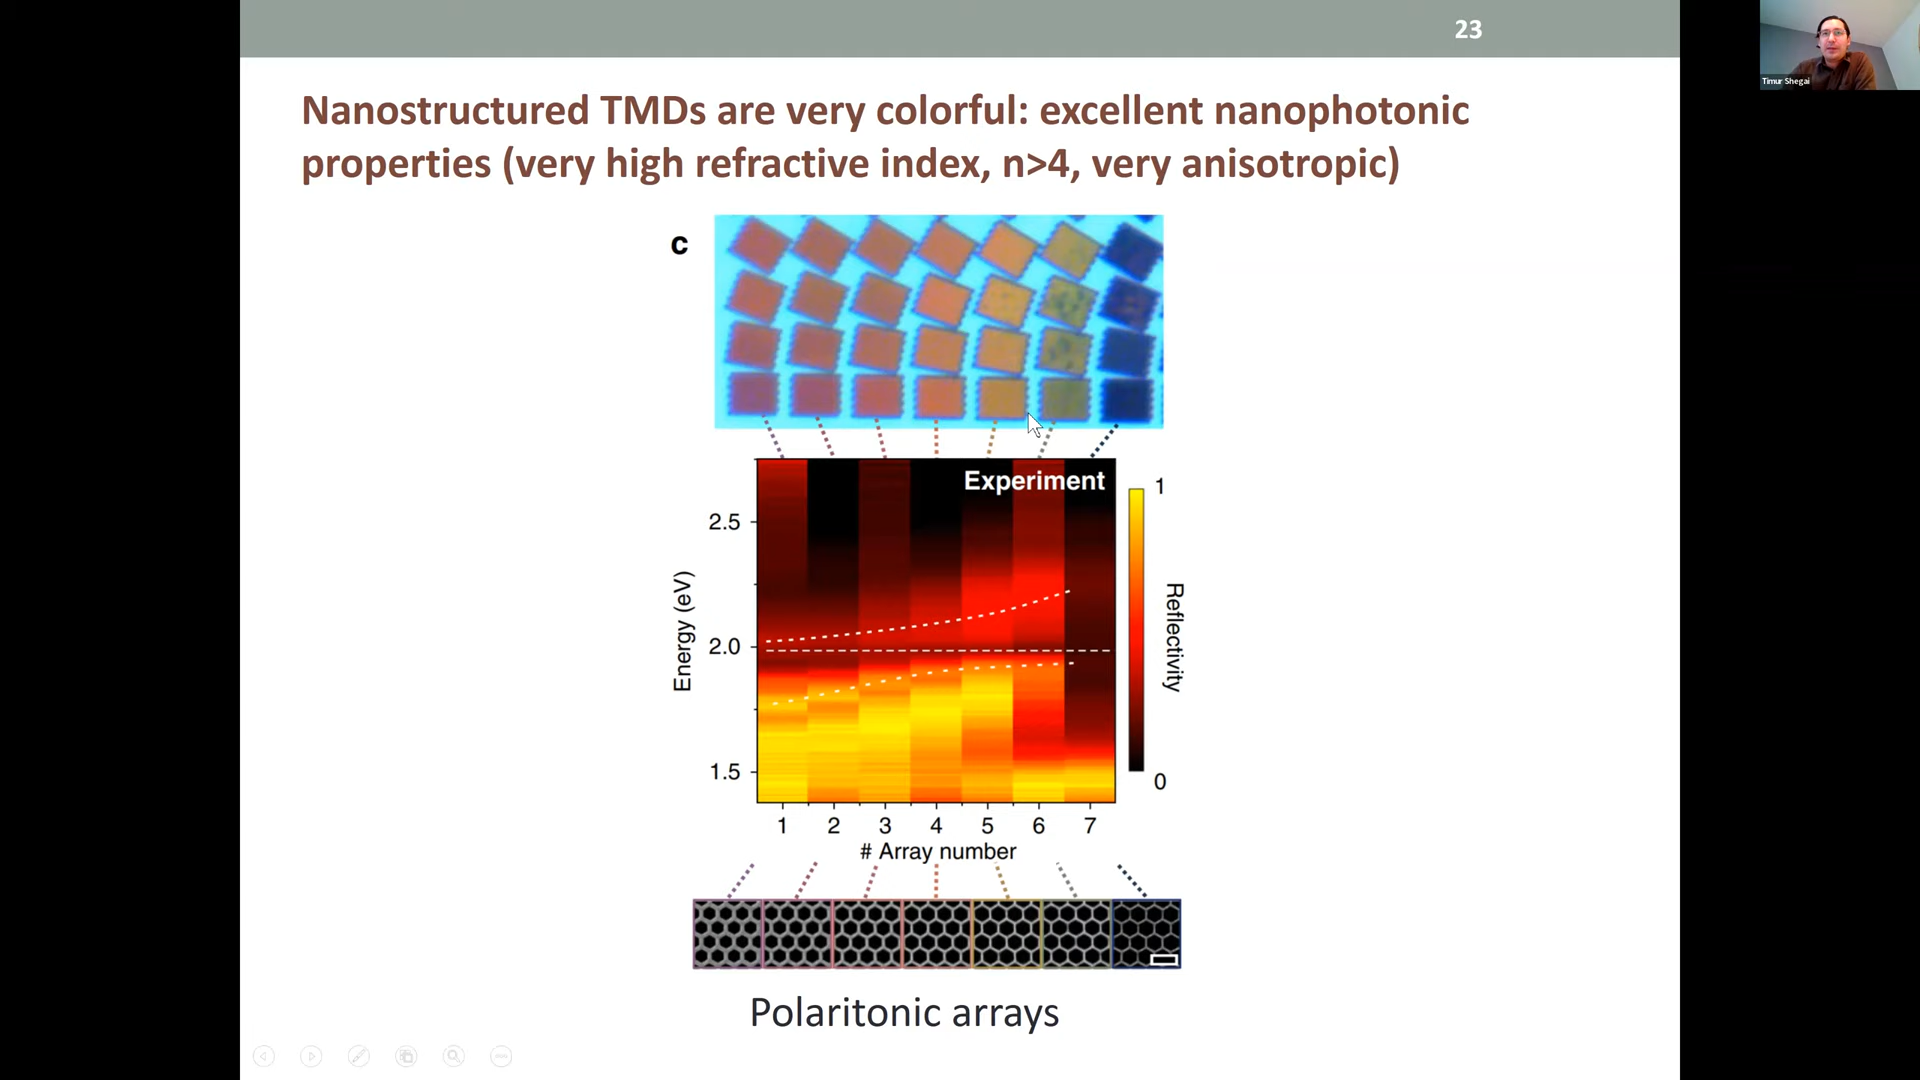 23
Timur Shegai
Nanostructured TMDs are very colorful: excellent nanophotonic
properties (very high refractive index, n>4, very anisotropic)
c
Experiment
1
2.5
2.0
1.5
Energy (eV)
Reflectivity
0
1 2 3 4 5 6 7
# Array number
Polaritonic arrays